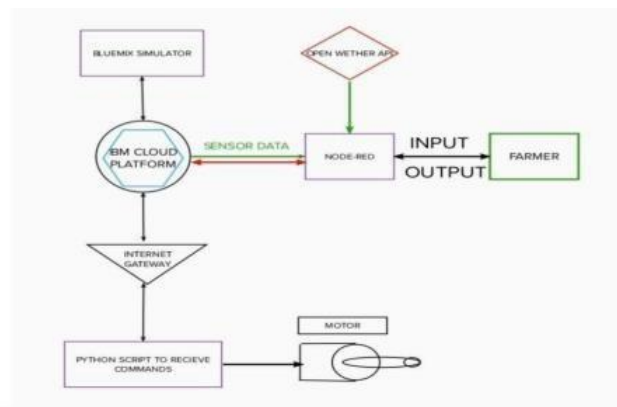 BLUEMIX SIMULATOR
OPEN WETHER API
IBM CLOUD
PLATFORM
SENSOR DATA
NODE-RED
INPUT
OUTPUT
FARMER
INTERNET
GATEWAY
MOTOR
PYTHON SCRIPT TO RECIEVE
COMMANDS